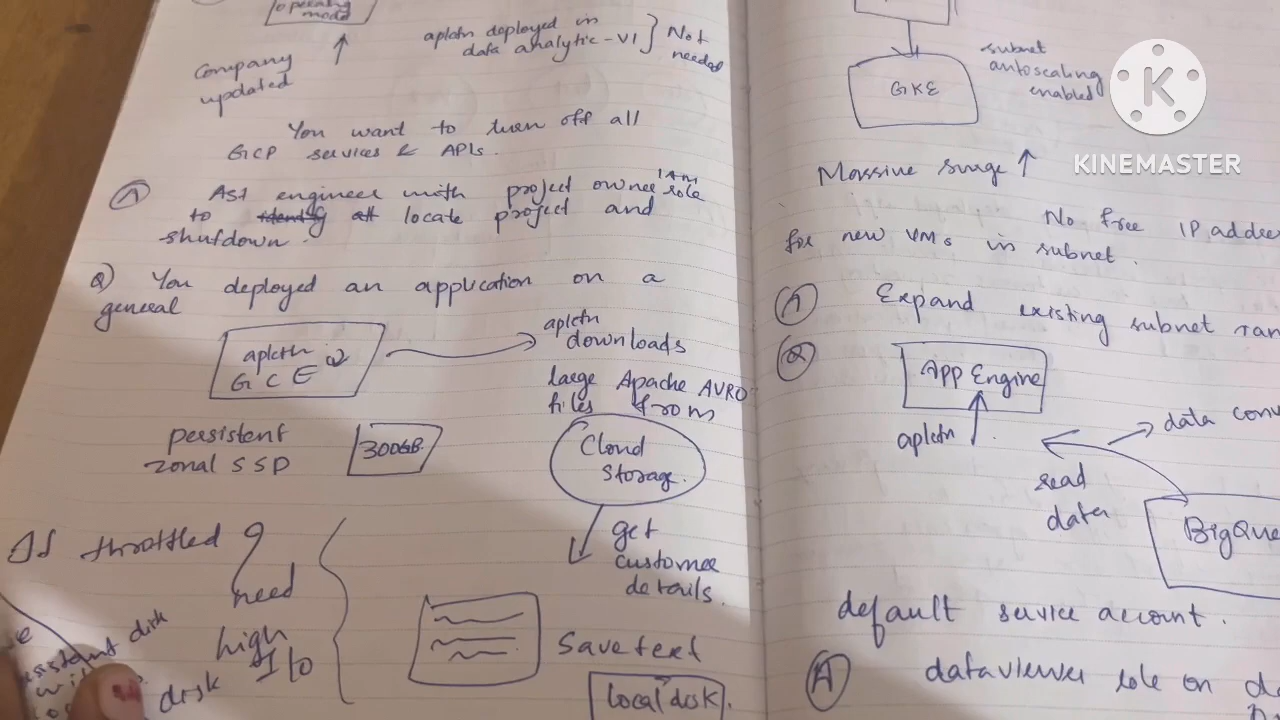 operating
mode
Company
updated
aplctn deployed in
data analytic-V1
Not
needed
You want to turn off all
GCP services & APIs.
A
Ast engineer with project owner IAM role
to locate project and
shutdown.
Q) You deployed an application on a
general
aplctn
GCE
aplctn
downloads
large Apache AVRO
files from
persistent
zonal SSD
300GB.
Cloud
Storage.
get
customer
details.
Is throttled
need
high
I/O
disk
disk
Save text
local disk.
GKE
subnet
autoscaling
enabled
Massive surge
No free IP addre
for new VMs in subnet.
A
Expand existing subnet ran
Q
App Engine
aplctn
data conv
read
data
BigQue
default service account.
A
dataviewer role on
K
KINEMASTER